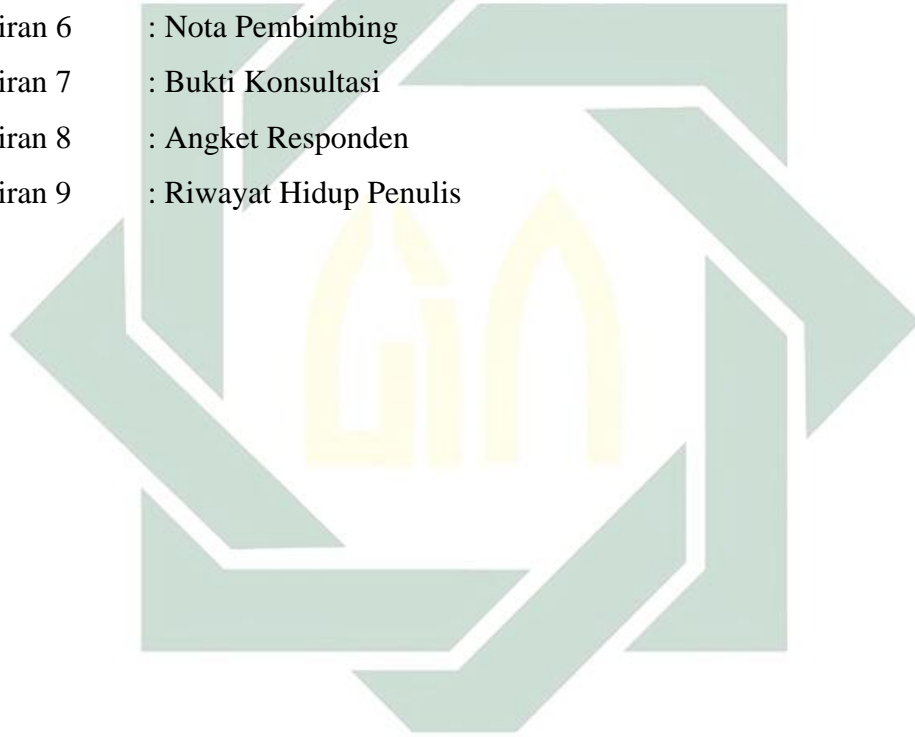 iran 6 : Nota Pembimbing
iran 7 : Bukti Konsultasi
iran 8 : Angket Responden
iran 9 : Riwayat Hidup Penulis